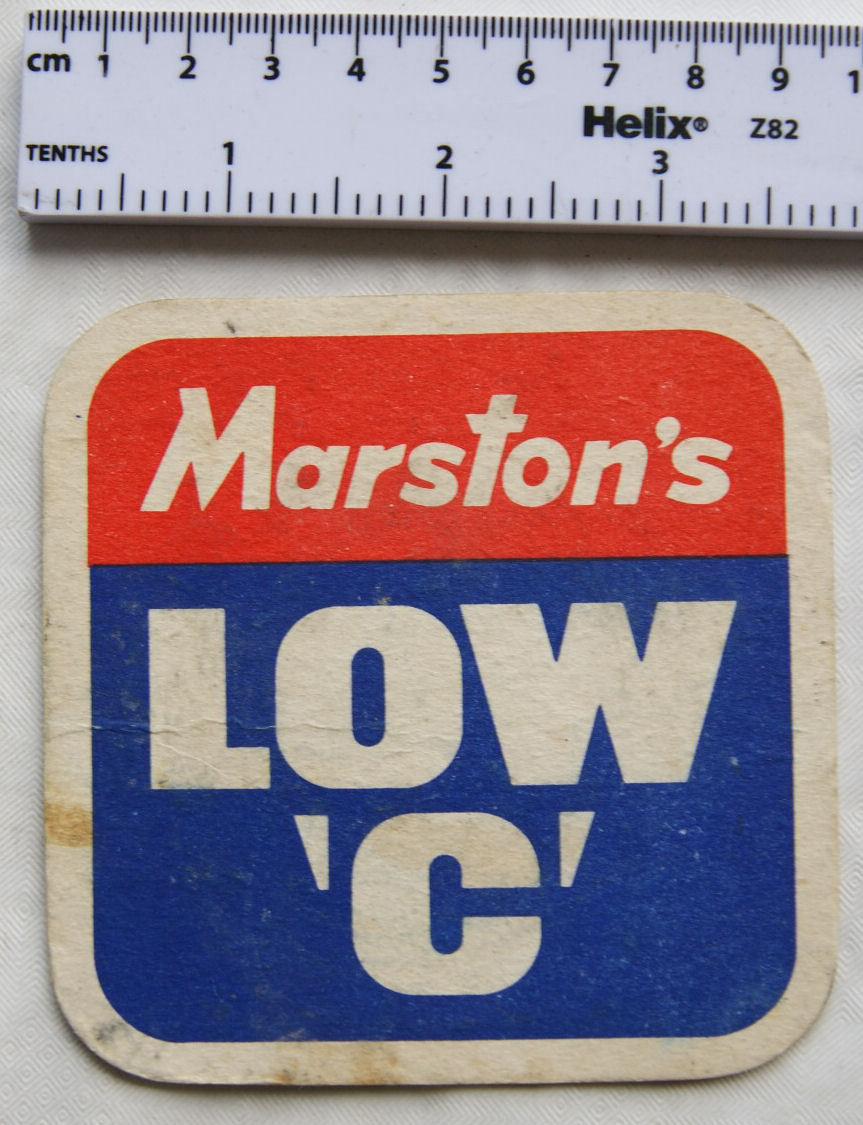 cm 1 2 3 4 5 6 7 8 9
Helix® Z82
TENTHS 1 2 3
Marston's
LOW
'C'